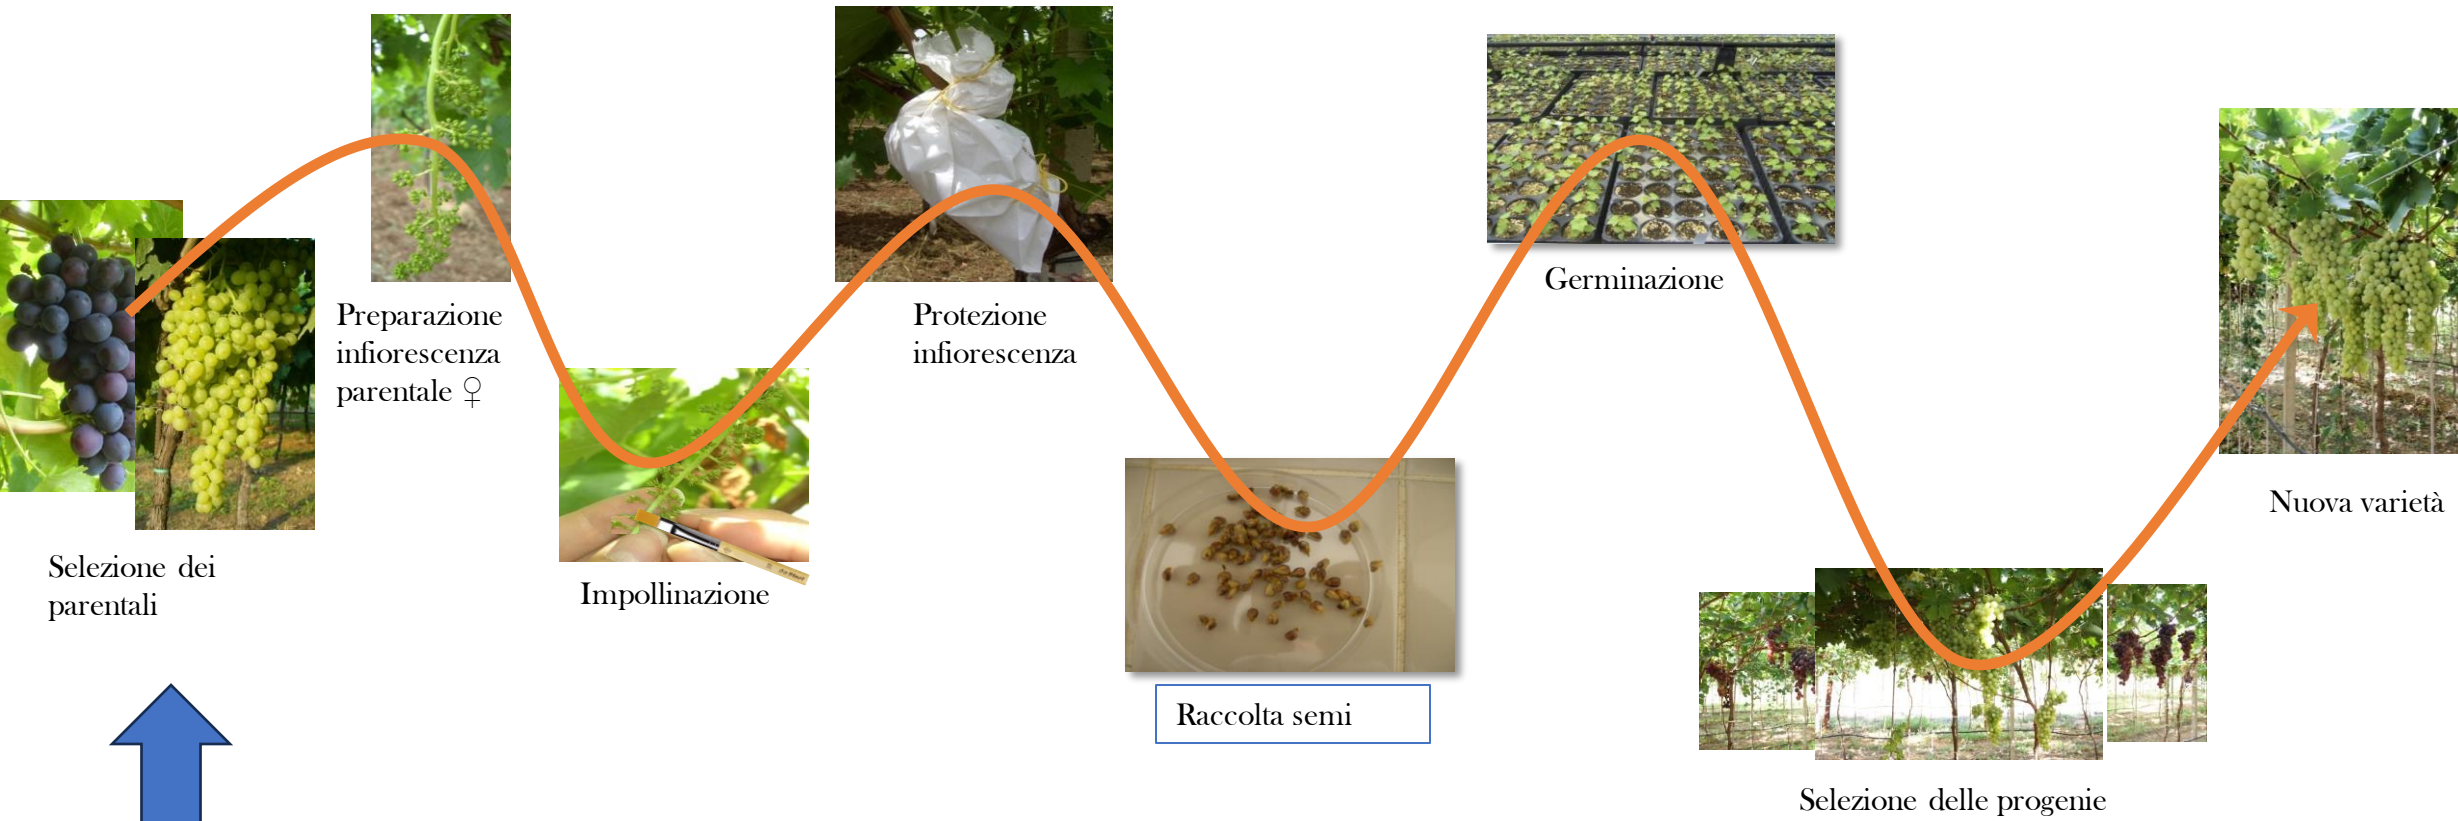 Selezione dei
parentali
Preparazione
infiorescenza
parentale ♀
Impollinazione
Protezione
infiorescenza
Raccolta semi
Germinazione
Selezione delle progenie
Nuova varietà